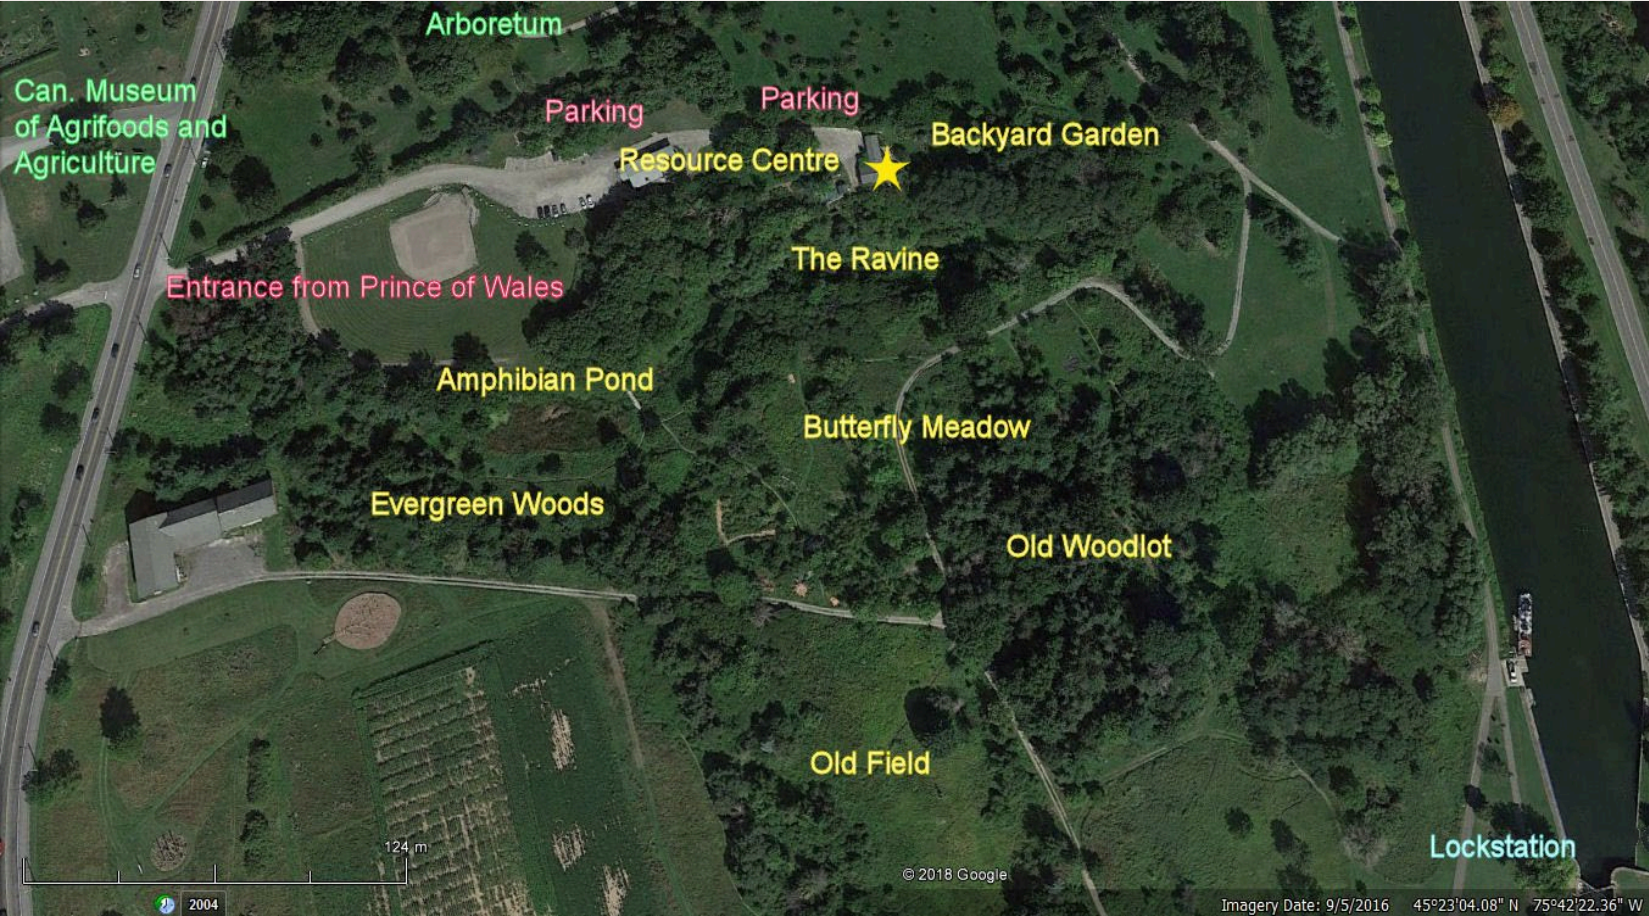 Arboretum
Can. Museum
of Agrifoods and
Agriculture
Parking
Parking
Backyard Garden
Resource Centre
The Ravine
Entrance from Prince of Wales
Amphibian Pond
Butterfly Meadow
Evergreen Woods
Old Woodlot
Old Field
Lockstation
124 m
© 2018 Google
2004
Imagery Date: 9/5/2016 45°23'04.08" N 75°42'22.36" W